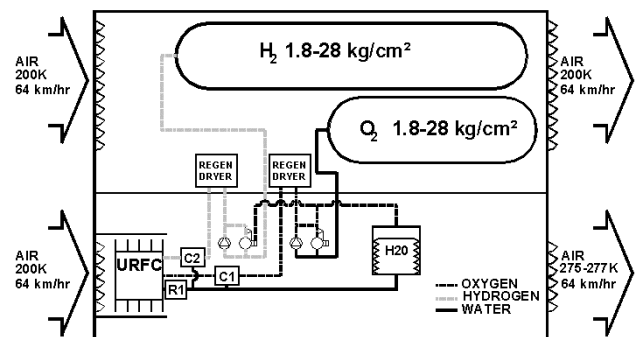 AIR
200K
64 km/hr
H2 1.8-28 kg/cm²
AIR
200K
64 km/hr
O2 1.8-28 kg/cm²
REGEN
DRYER
REGEN
DRYER
AIR
200K
64 km/hr
URFC
C2
C1
R1
H20
AIR
275-277K
64 km/hr
OXYGEN
HYDROGEN
WATER